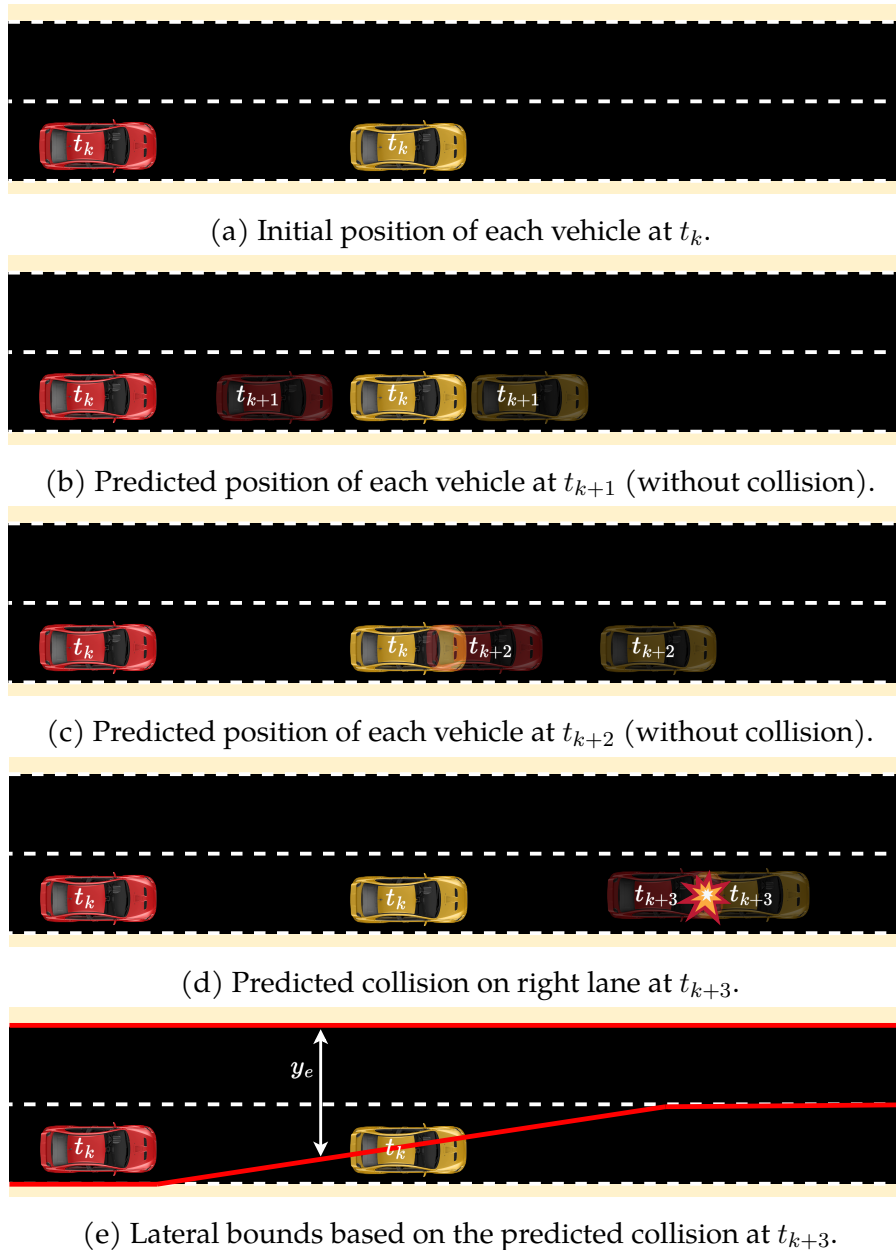 t_k t_k
(a) Initial position of each vehicle at t_k.
t_k t_{k+1} t_k t_{k+1}
(b) Predicted position of each vehicle at t_{k+1} (without collision).
t_k t_k t_{k+2} t_{k+2}
(c) Predicted position of each vehicle at t_{k+2} (without collision).
t_k t_k t_{k+3} t_{k+3}
(d) Predicted collision on right lane at t_{k+3}.
y_e
t_k t_k
(e) Lateral bounds based on the predicted collision at t_{k+3}.